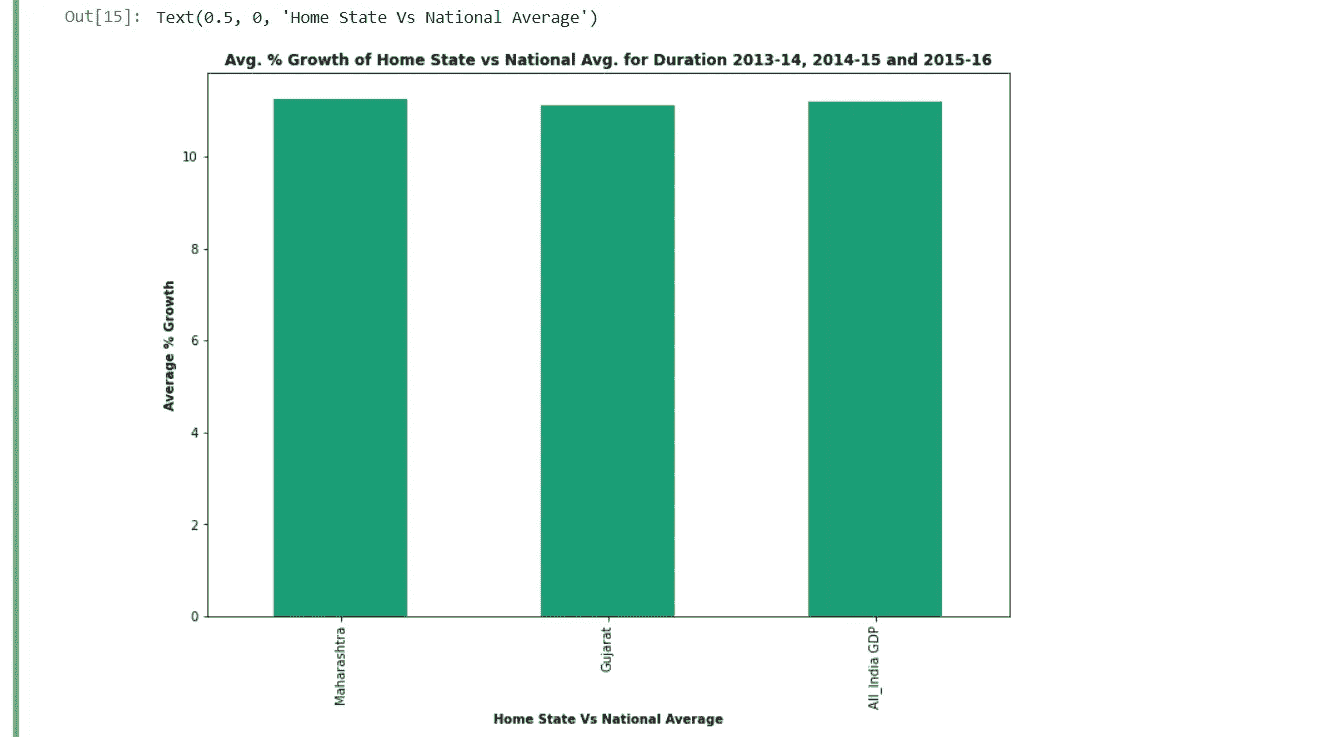 Out[15]: Text(0.5, 0, 'Home State Vs National Average')
Avg. % Growth of Home State vs National Avg. for Duration 2013-14, 2014-15 and 2015-16
10
8
6
4
2
0
Average % Growth
Maharashtra
Gujarat
All_India GDP
Home State Vs National Average